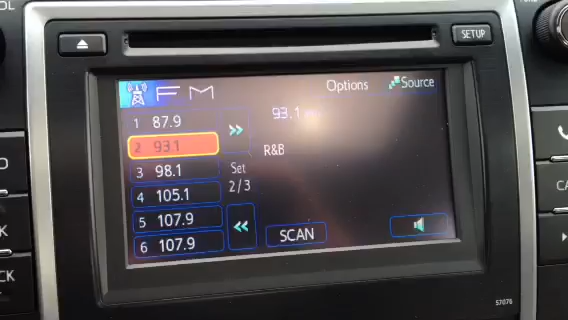 SETUP
FM
Options
Source
1 87.9
93.1
2 93.1
R&B
3 98.1
Set
2/3
4 105.1
5 107.9
6 107.9
SCAN
57076